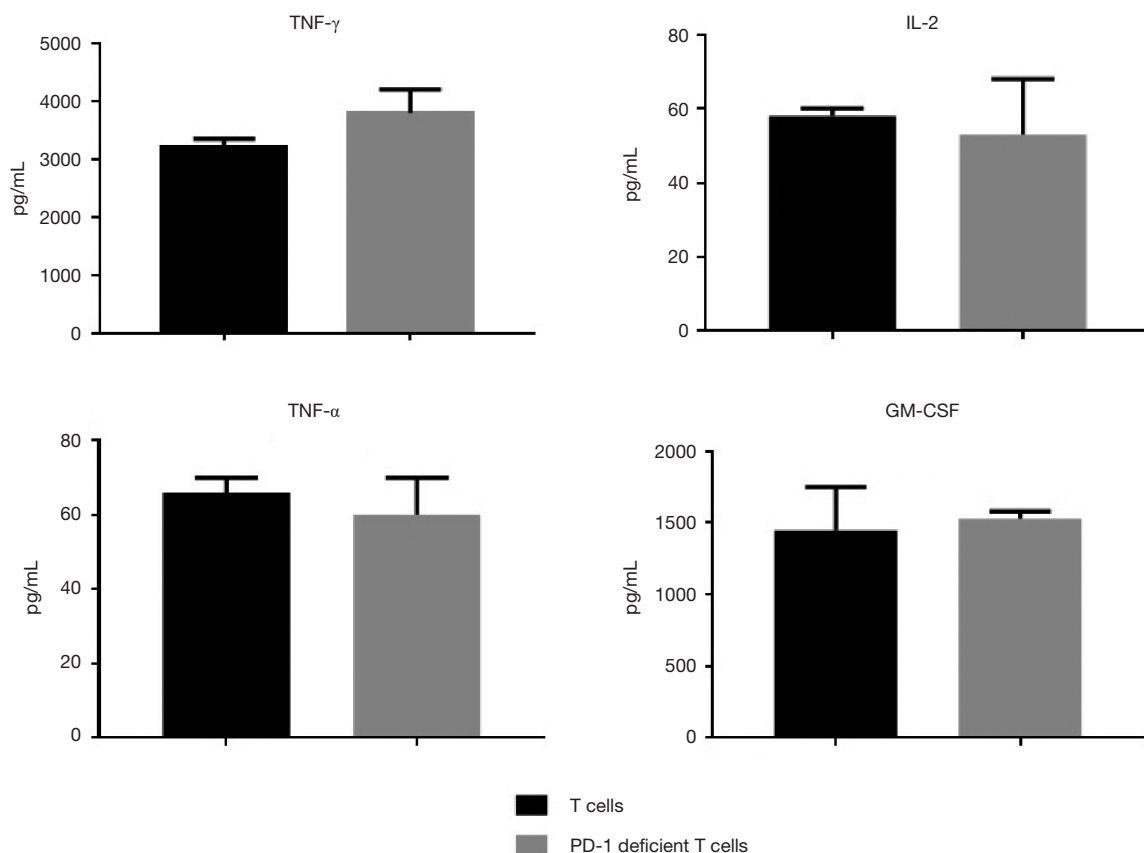 TNF-γ
5000
4000
3000
2000
1000
0
pg/mL
IL-2
80
60
40
20
0
pg/mL
TNF-α
80
60
40
20
0
pg/mL
GM-CSF
2000
1500
1000
500
0
pg/mL
T cells
PD-1 deficient T cells